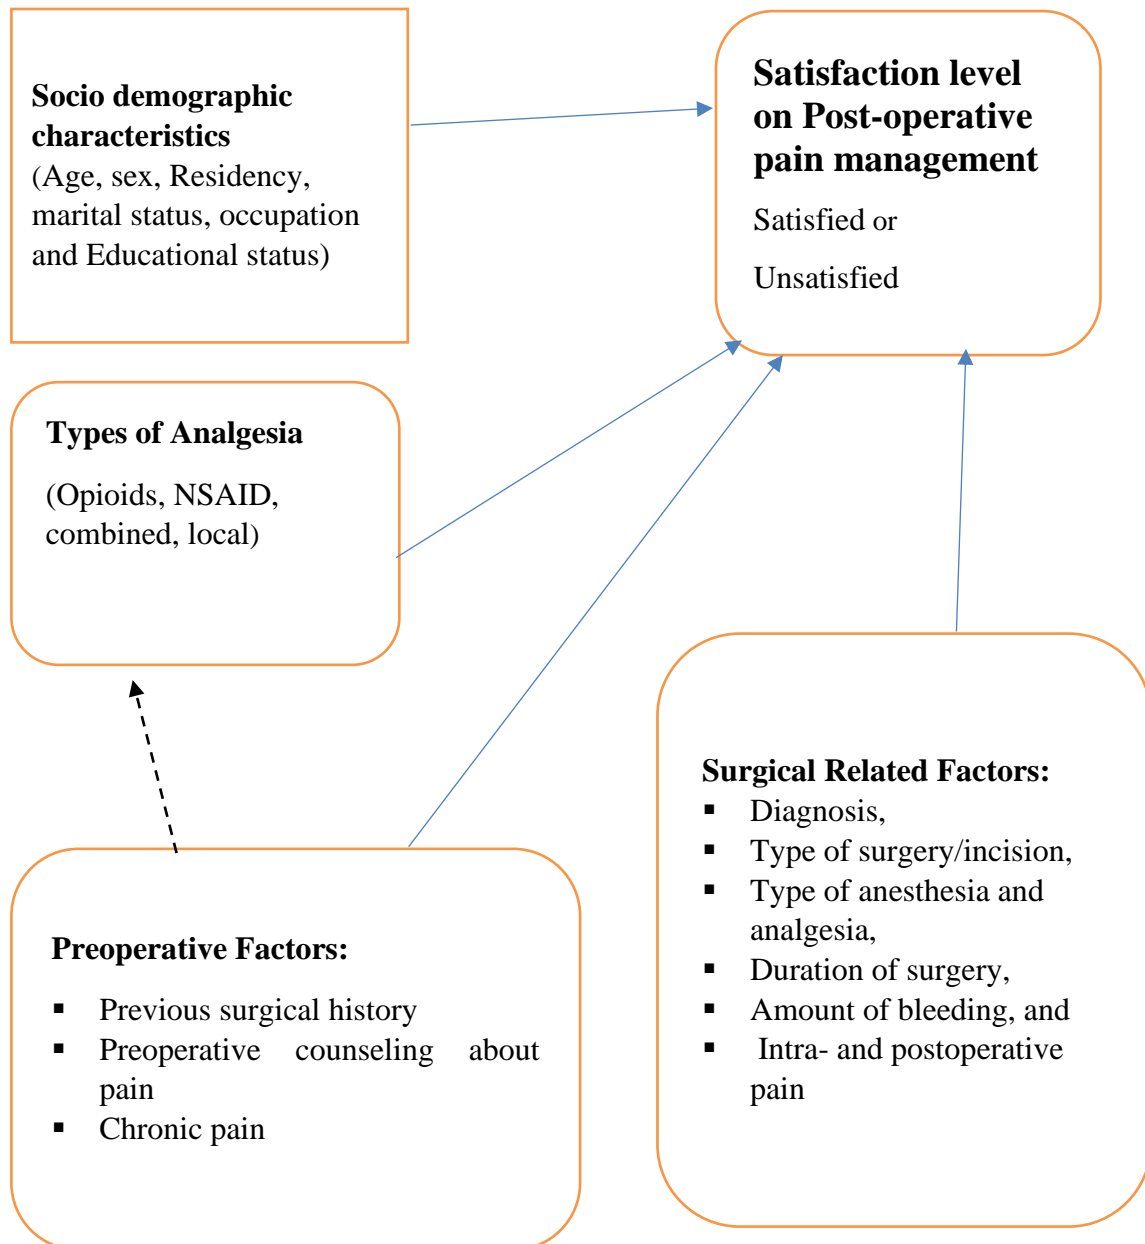 Socio demographic
characteristics
(Age, sex, Residency,
marital status, occupation
and Educational status)
Satisfaction level
on Post-operative
pain management
Satisfied or
Unsatisfied
Types of Analgesia
(Opioids, NSAID,
combined, local)
Surgical Related Factors:
▪ Diagnosis,
▪ Type of surgery/incision,
▪ Type of anesthesia and
analgesia,
▪ Duration of surgery,
▪ Amount of bleeding, and
▪ Intra- and postoperative
pain
Preoperative Factors:
▪ Previous surgical history
▪ Preoperative counseling about
pain
▪ Chronic pain